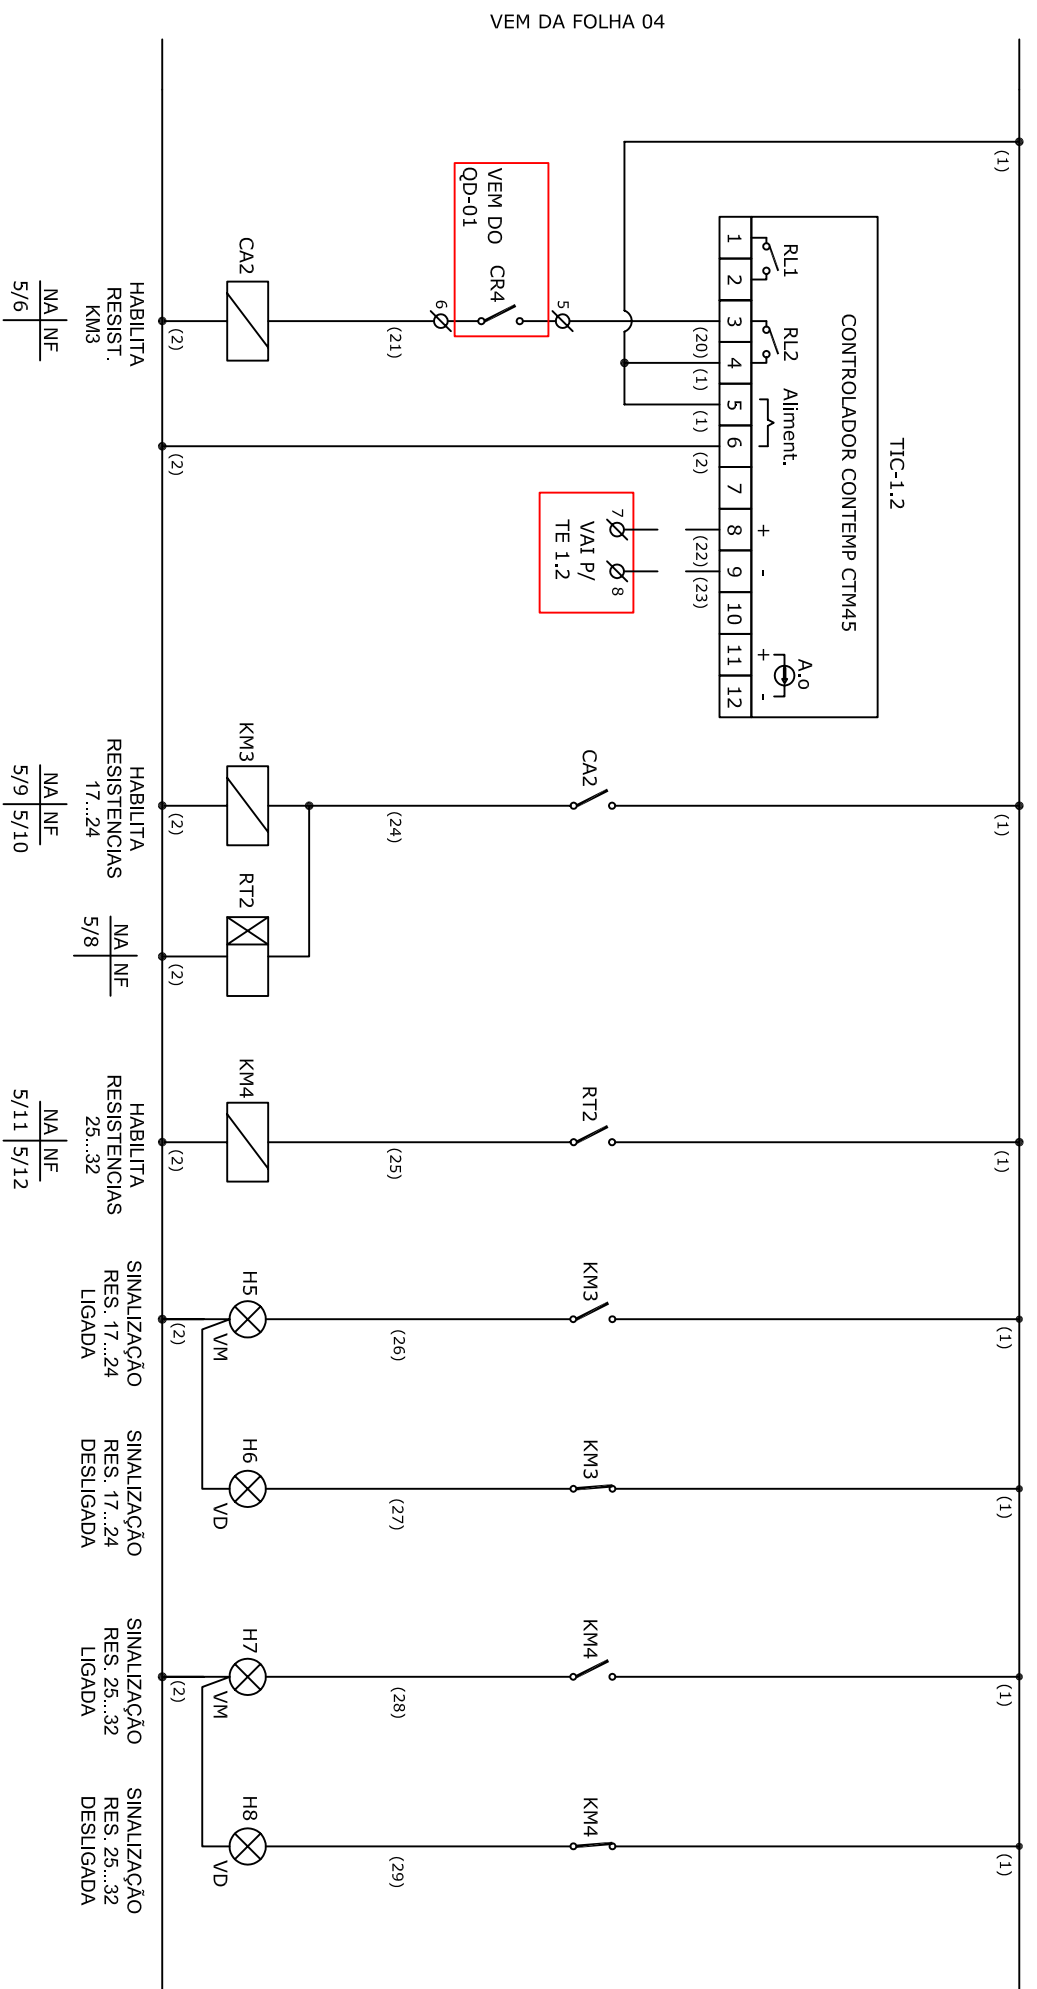 VEM DA FOLHA 04
(1)
TIC-1.2
CONTROLADOR CONTEMP CTM45
RL1
RL2
Aliment.
+
-
A.o
+
-
1
2
3
4
5
6
7
8
9
10
11
12
(20)
(1)
(1)
(2)
(22)
(23)
5
VEM DO
QD-01
CR4
6
7
8
VAI P/
TE 1.2
(21)
CA2
(2)
(2)
HABILITA
RESIST.
KM3
NA
NF
5/6
(1)
CA2
(24)
KM3
RT2
(2)
(2)
HABILITA
RESISTENCIAS
17...24
NA
NF
5/9
5/10
NA
NF
5/8
(1)
RT2
(25)
KM4
(2)
HABILITA
RESISTENCIAS
25...32
NA
NF
5/11
5/12
(1)
KM3
(26)
H5
VM
(2)
SINALIZAÇÃO
RES. 17...24
LIGADA
(1)
KM3
(27)
H6
VD
SINALIZAÇÃO
RES. 17...24
DESLIGADA
(1)
KM4
(28)
H7
VM
(2)
SINALIZAÇÃO
RES. 25...32
LIGADA
(1)
KM4
(29)
H8
VD
SINALIZAÇÃO
RES. 25...32
DESLIGADA